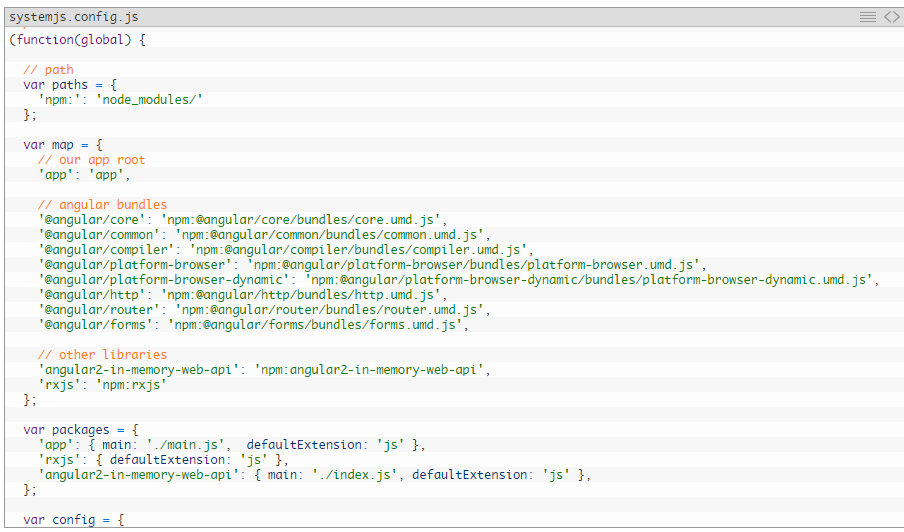 systemjs.config.js
(function(global) {

  // path
  var paths = {
    'npm:': 'node_modules/'
  };

  var map = {
    // our app root
    'app': 'app',

    // angular bundles
    '@angular/core': 'npm:@angular/core/bundles/core.umd.js',
    '@angular/common': 'npm:@angular/common/bundles/common.umd.js',
    '@angular/compiler': 'npm:@angular/compiler/bundles/compiler.umd.js',
    '@angular/platform-browser': 'npm:@angular/platform-browser/bundles/platform-browser.umd.js',
    '@angular/platform-browser-dynamic': 'npm:@angular/platform-browser-dynamic/bundles/platform-browser-dynamic.umd.js',
    '@angular/http': 'npm:@angular/http/bundles/http.umd.js',
    '@angular/router': 'npm:@angular/router/bundles/router.umd.js',
    '@angular/forms': 'npm:@angular/forms/bundles/forms.umd.js',

    // other libraries
    'angular2-in-memory-web-api': 'npm:angular2-in-memory-web-api',
    'rxjs': 'npm:rxjs'
  };

  var packages = {
    'app': { main: './main.js',  defaultExtension: 'js' },
    'rxjs': { defaultExtension: 'js' },
    'angular2-in-memory-web-api': { main: './index.js', defaultExtension: 'js' },
  };

  var config = {